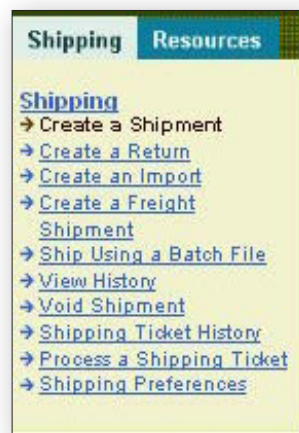 Shipping Resources
Shipping
→ Create a Shipment
→ Create a Return
→ Create an Import
→ Create a Freight
Shipment
→ Ship Using a Batch File
→ View History
→ Void Shipment
→ Shipping Ticket History
→ Process a Shipping Ticket
→ Shipping Preferences